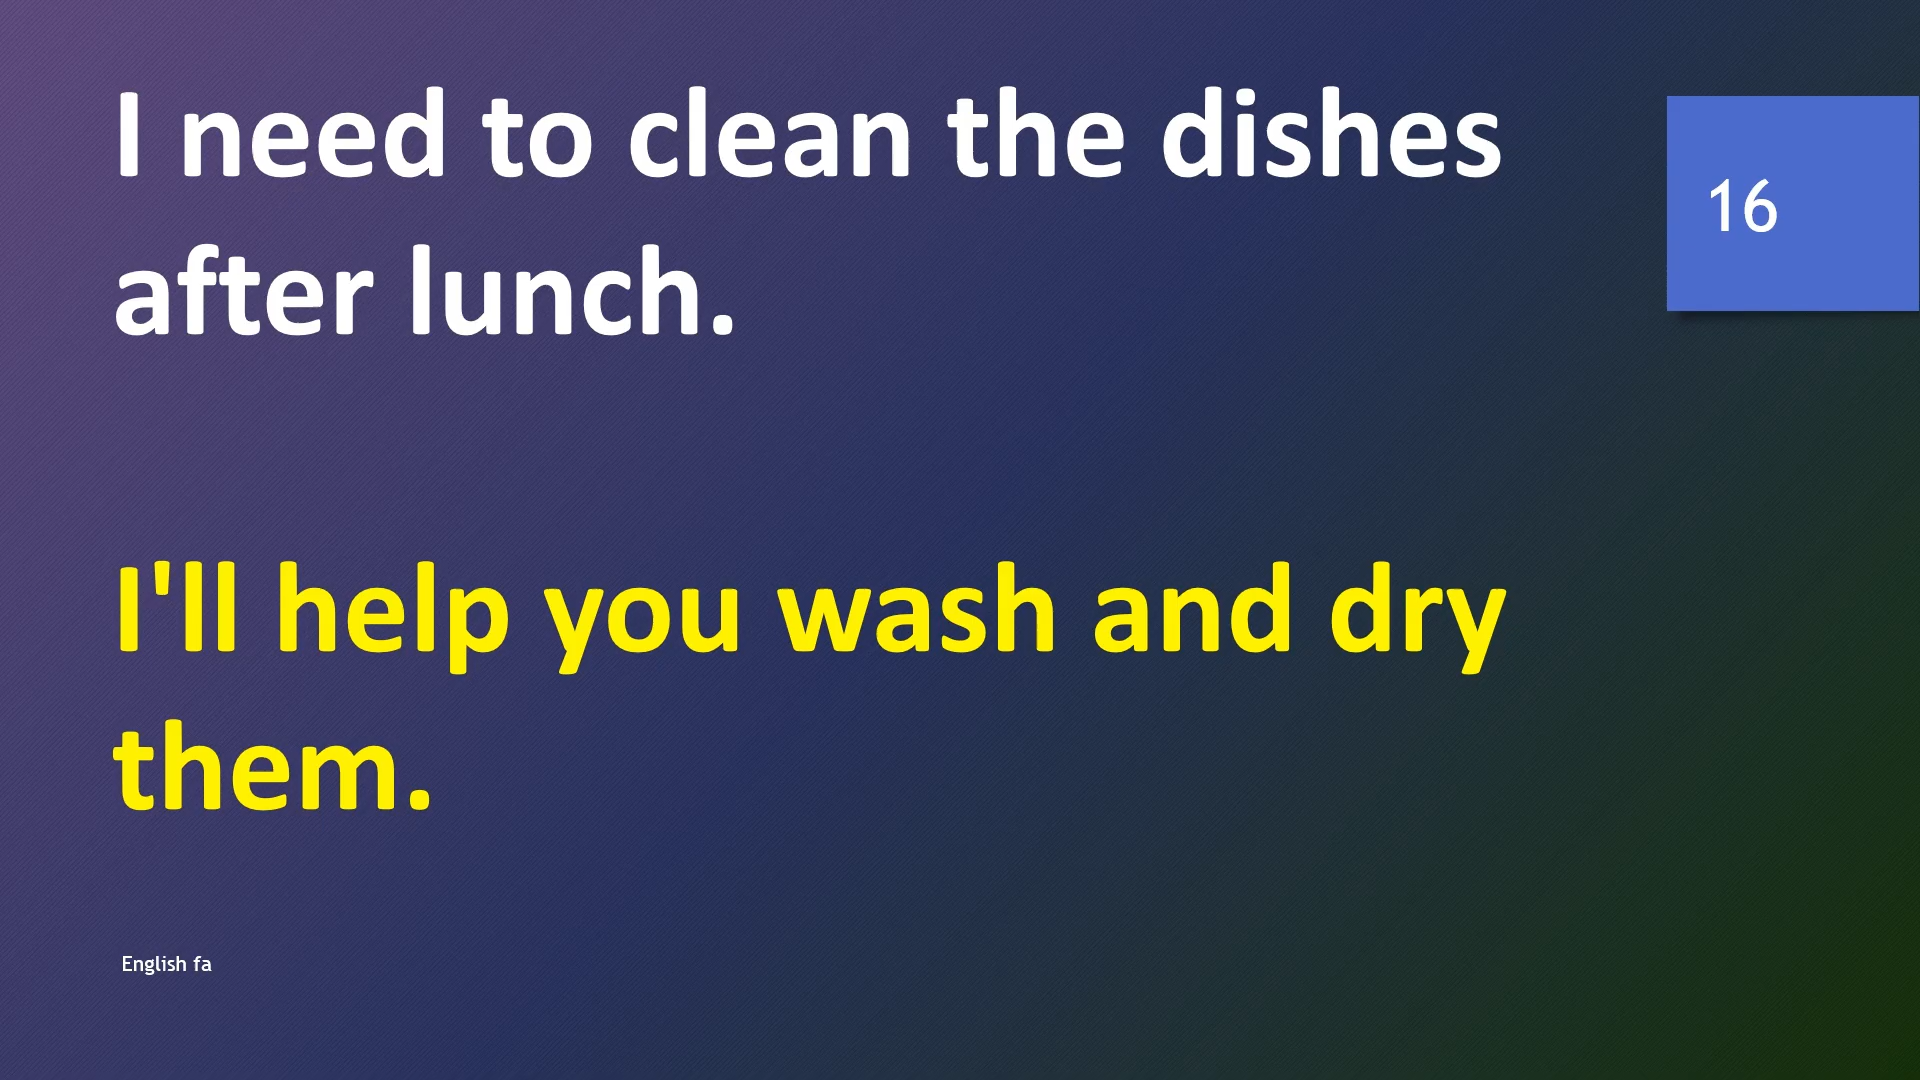 I need to clean the dishes
after lunch.
16
I'll help you wash and dry
them.
English fa